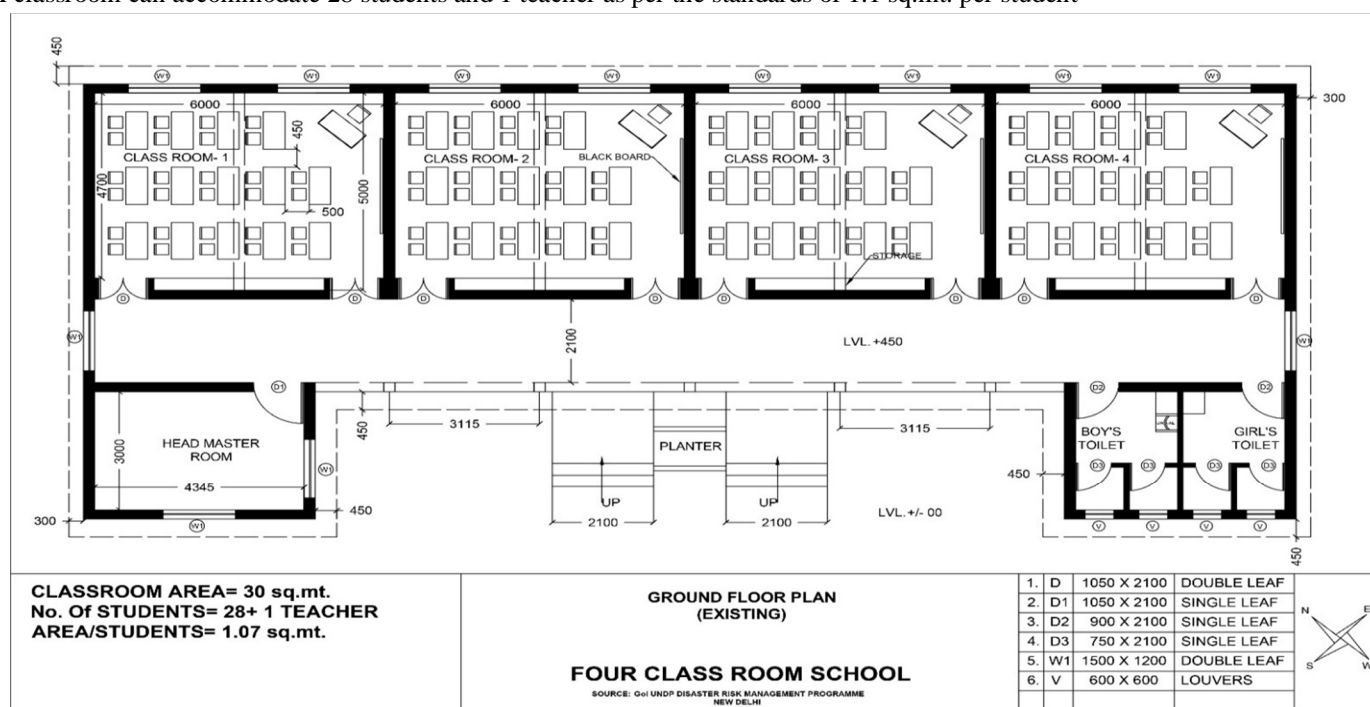 A classroom can accommodate 28 students and 1 teacher as per the standards of 1.1 sq.mt. per student
450
W1 W1 W1 W1 W1 W1 W1 W1
6000 6000 6000 6000
300
450
CLASS ROOM- 1
CLASS ROOM- 2
BLACK BOARD
CLASS ROOM- 3
CLASS ROOM- 4
4700
5000
500
STORAGE
D D D D D D D D
W1
2100
LVL. +450
W1
D1
D2 D2
3000
HEAD MASTER
ROOM
4345
W1
W1
450
3115
3115
PLANTER
UP
UP
2100
2100
LVL.+/- 00
450
BOY'S
TOILET
GIRL'S
TOILET
D3 D3 D3 D3
V V V V
300
450
450
CLASSROOM AREA= 30 sq.mt.
No. Of STUDENTS= 28+ 1 TEACHER
AREA/STUDENTS= 1.07 sq.mt.
GROUND FLOOR PLAN
(EXISTING)
FOUR CLASS ROOM SCHOOL
SOURCE: GoI UNDP DISASTER RISK MANAGEMENT PROGRAMME
NEW DELHI
1. D 1050 X 2100 DOUBLE LEAF
2. D1 1050 X 2100 SINGLE LEAF
3. D2 900 X 2100 SINGLE LEAF
4. D3 750 X 2100 SINGLE LEAF
5. W1 1500 X 1200 DOUBLE LEAF
6. V 600 X 600 LOUVERS
N E
S W